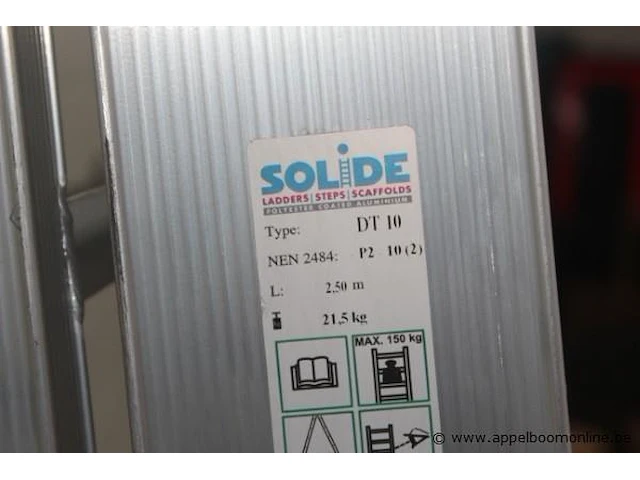 SOLiDE
LADDERS | STEPS | SCAFFOLDS
POLYESTER COATED ALUMINIUM
Type: DT 10
NEN 2484: P2 - 10 (2)
L: 2,50 m
21,5 kg
MAX. 150 kg
© www.appelboomonline.be